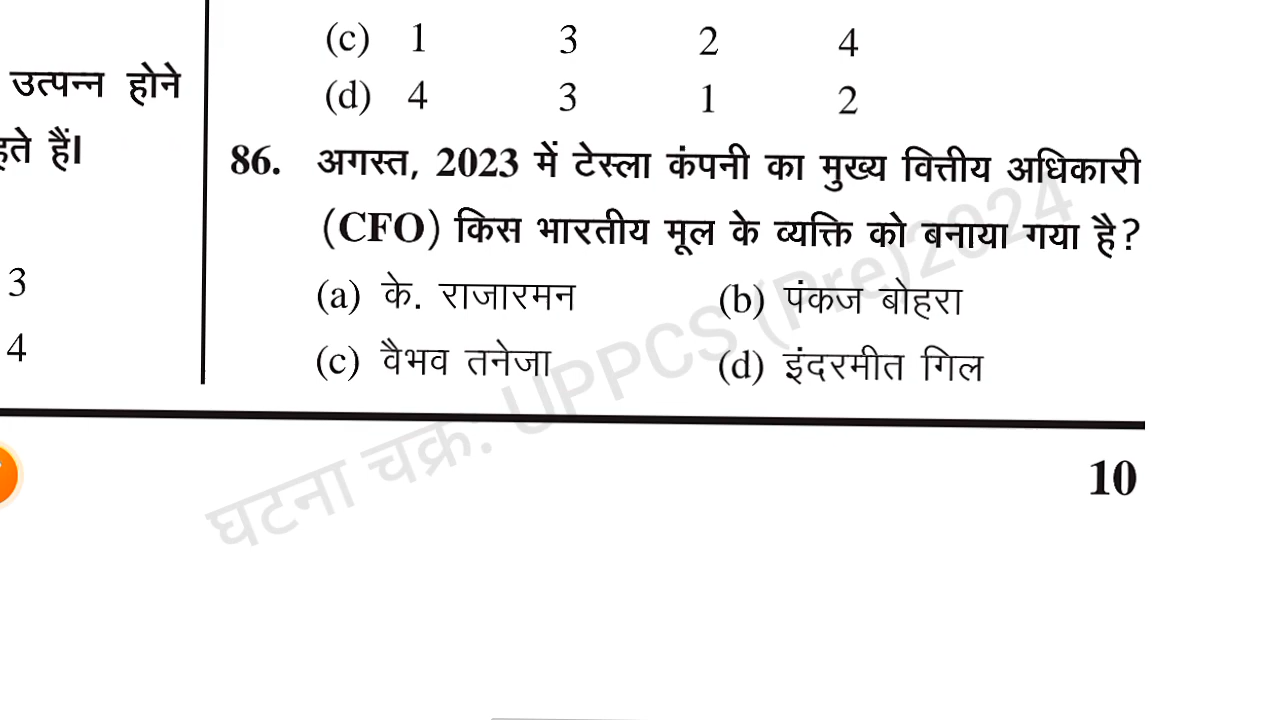 उत्पन्न होने
हते हैं।
3
4
(c) 1 3 2 4
(d) 4 3 1 2
86. अगस्त, 2023 में टेस्ला कंपनी का मुख्य वित्तीय अधिकारी
(CFO) किस भारतीय मूल के व्यक्ति को बनाया गया है?
(a) के. राजारमन (b) पंकज बोहरा
(c) वैभव तनेजा (d) इंदरमीत गिल
घटना चक्र: UPPCS (Pre)2024
10